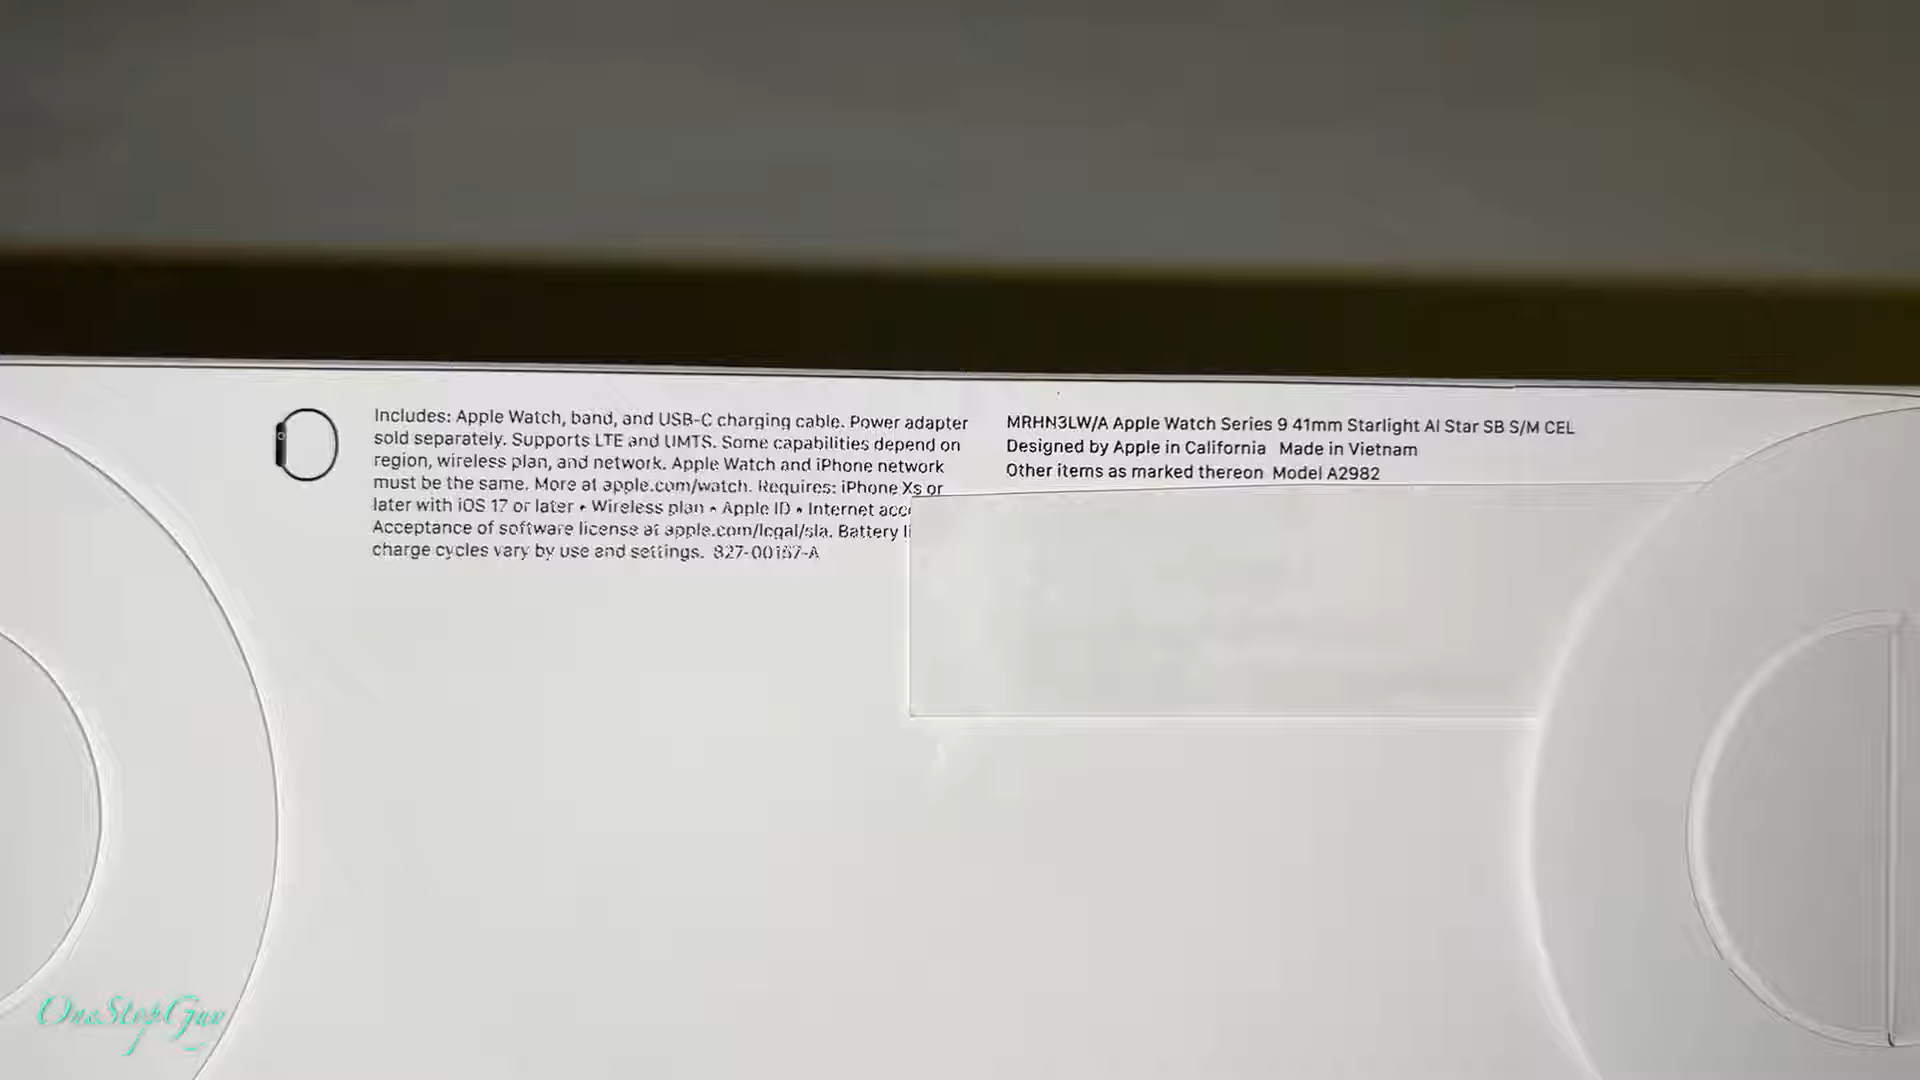 Includes: Apple Watch, band, and USB-C charging cable. Power adapter
sold separately. Supports LTE and UMTS. Some capabilities depend on
region, wireless plan, and network. Apple Watch and iPhone network
must be the same. More at apple.com/watch. Requires: iPhone Xs or
later with iOS 17 or later • Wireless plan • Apple ID • Internet
Acceptance of software license at apple.com/legal/sla. Battery
charge cycles vary by use and settings. 827-00187-A
MRHN3LW/A Apple Watch Series 9 41mm Starlight Al Star SB S/M CEL
Designed by Apple in California Made in Vietnam
Other items as marked thereon Model A2982
OneStopGuy